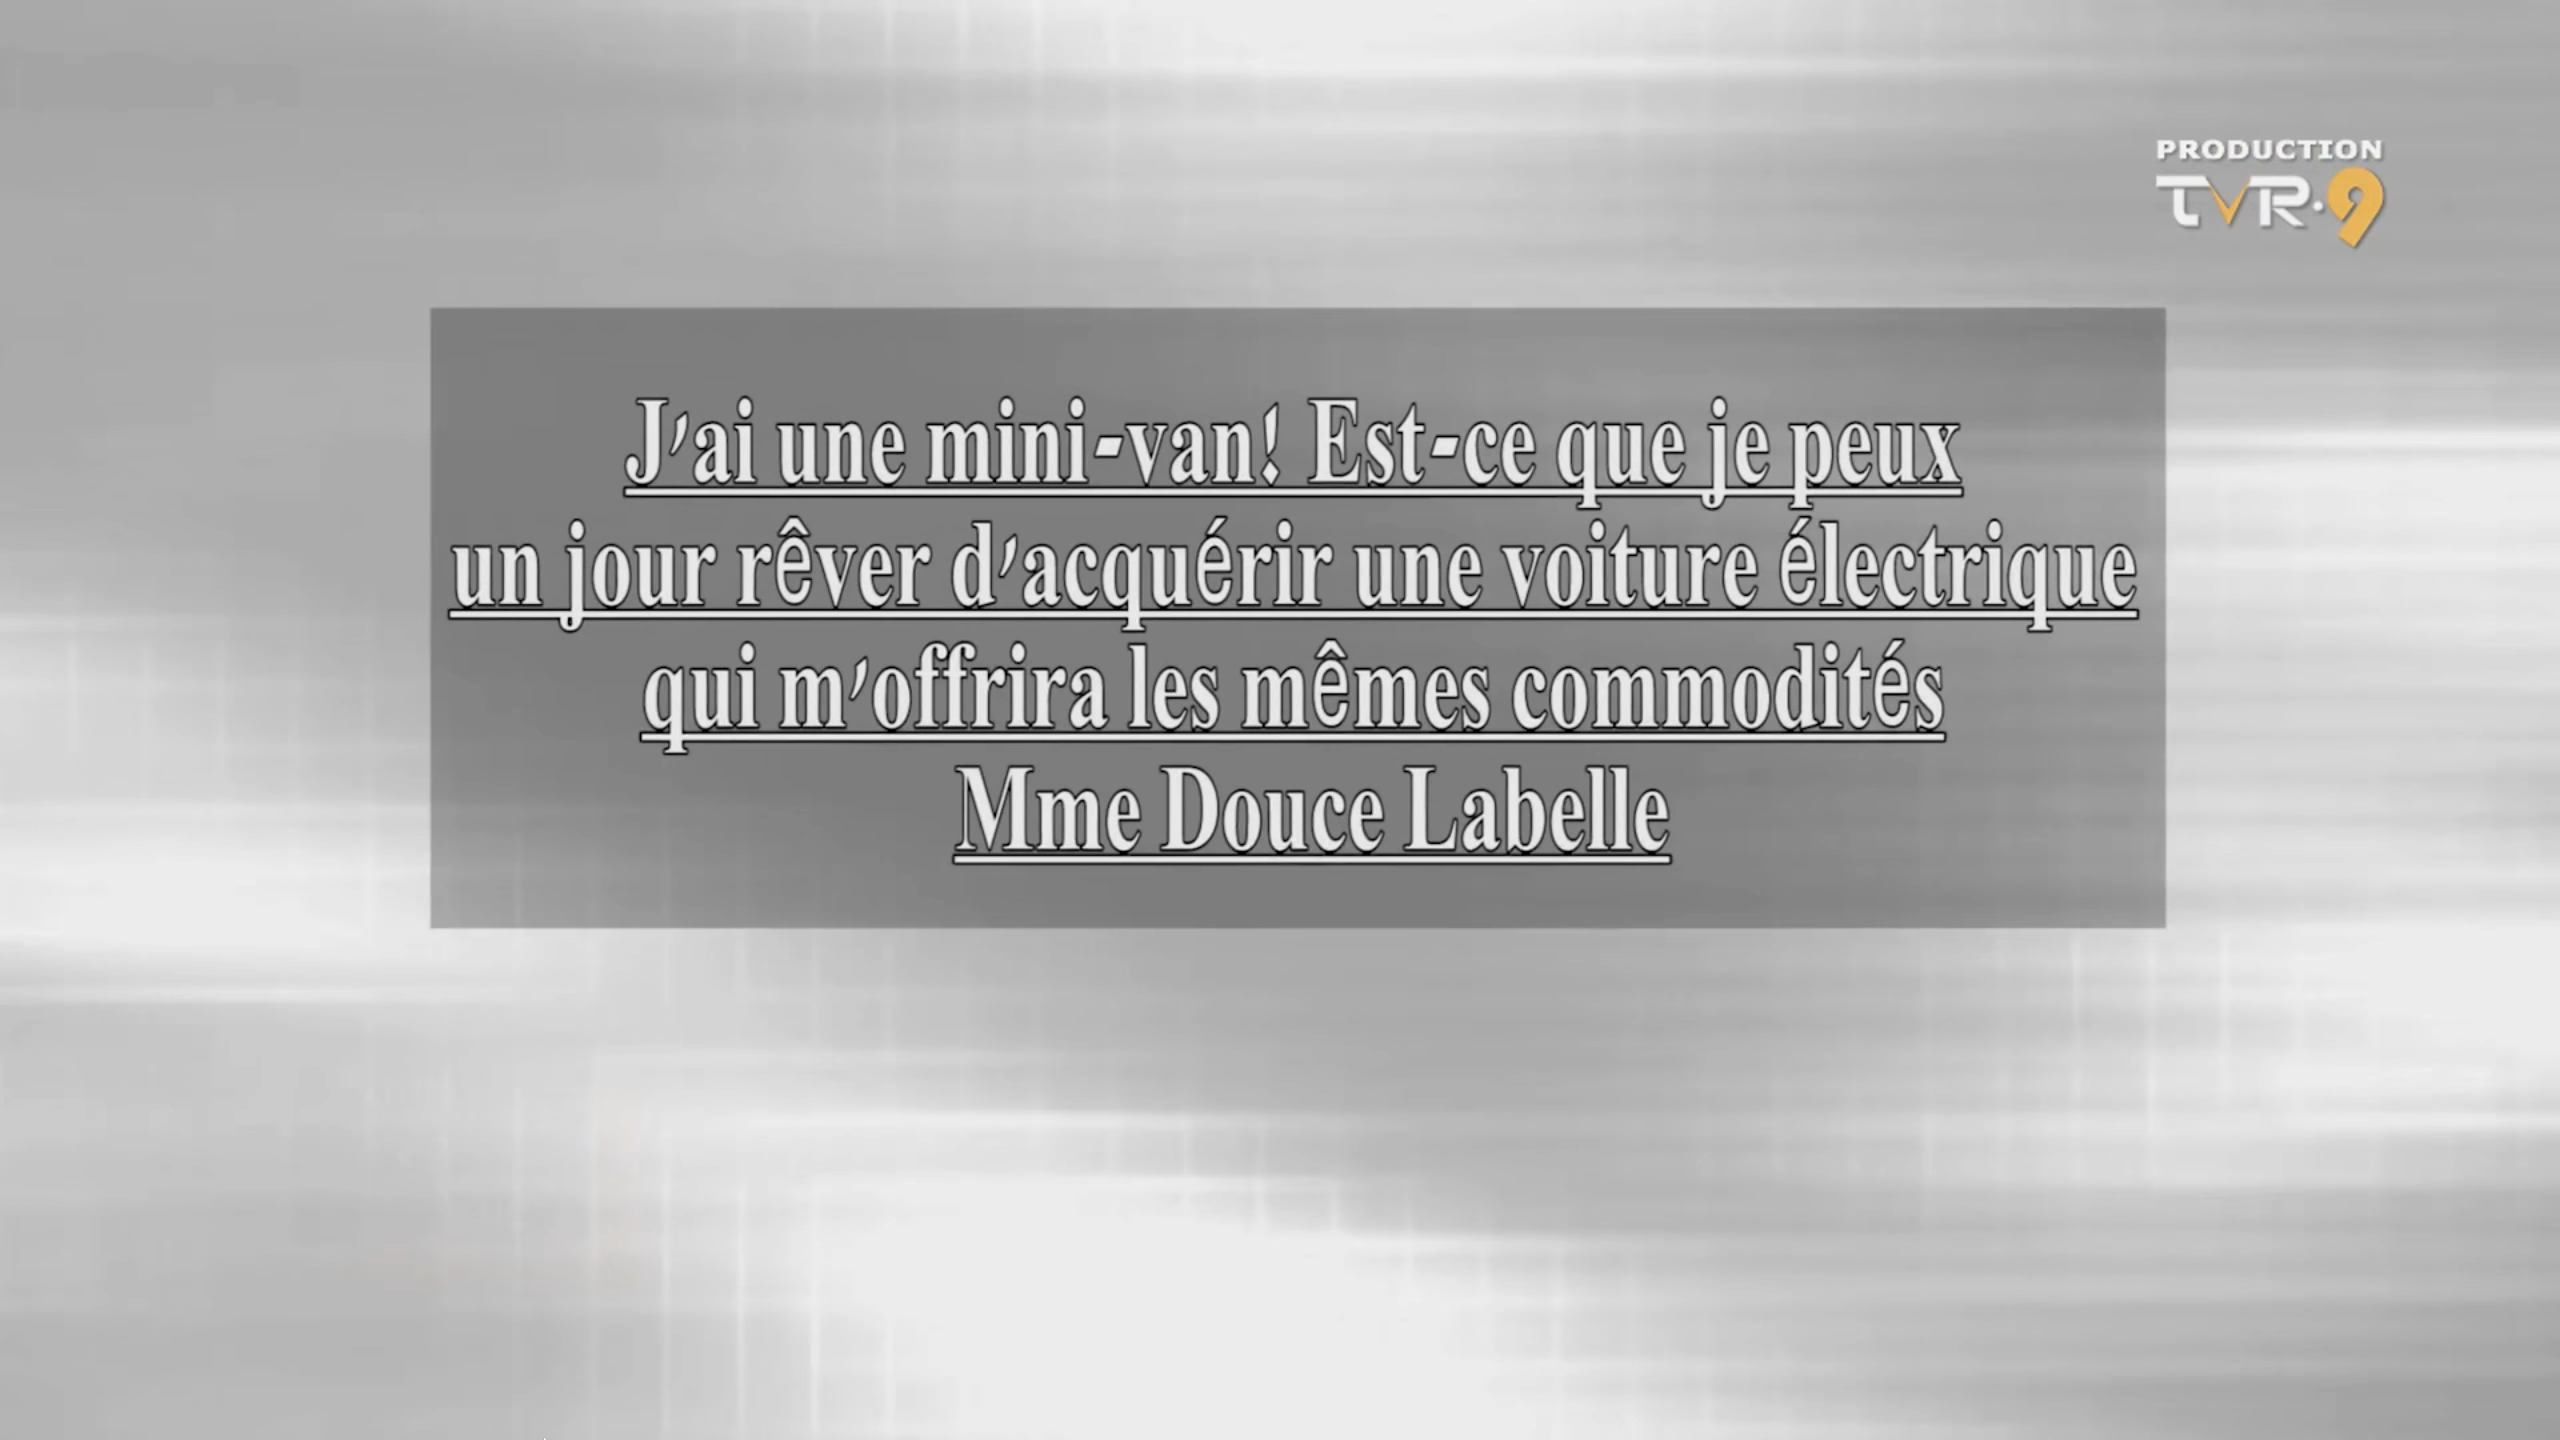 PRODUCTION
TVR·9
J'ai une mini-van! Est-ce que je peux
un jour rêver d'acquérir une voiture électrique
qui m'offrira les mêmes commodités
Mme Douce Labelle